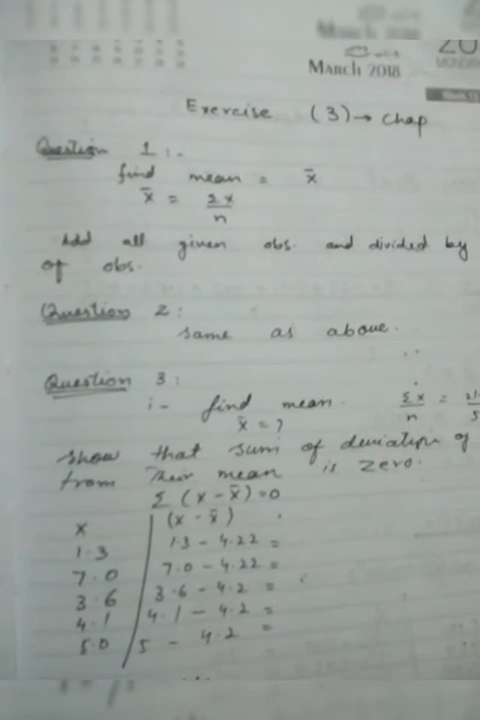 March 2018
20
MONDAY
Exercise (3) → Chap
Question 1 :-
find mean = x̄
x̄ = Σx
n
Add all given obs. and divided by
of obs.
Question 2 :
same as above.
Question 3 :
i- find mean. Σx/n =
x̄ = ?
Show that sum of deviation of
from their mean is zero.
Σ (x - x̄) = 0
x | (x - x̄)
1.3 | 1.3 - 4.22 =
7.0 | 7.0 - 4.22 =
3.6 | 3.6 - 4.2 =
4.1 | 4.1 - 4.2 =
5.0 | 5 - 4.2 =